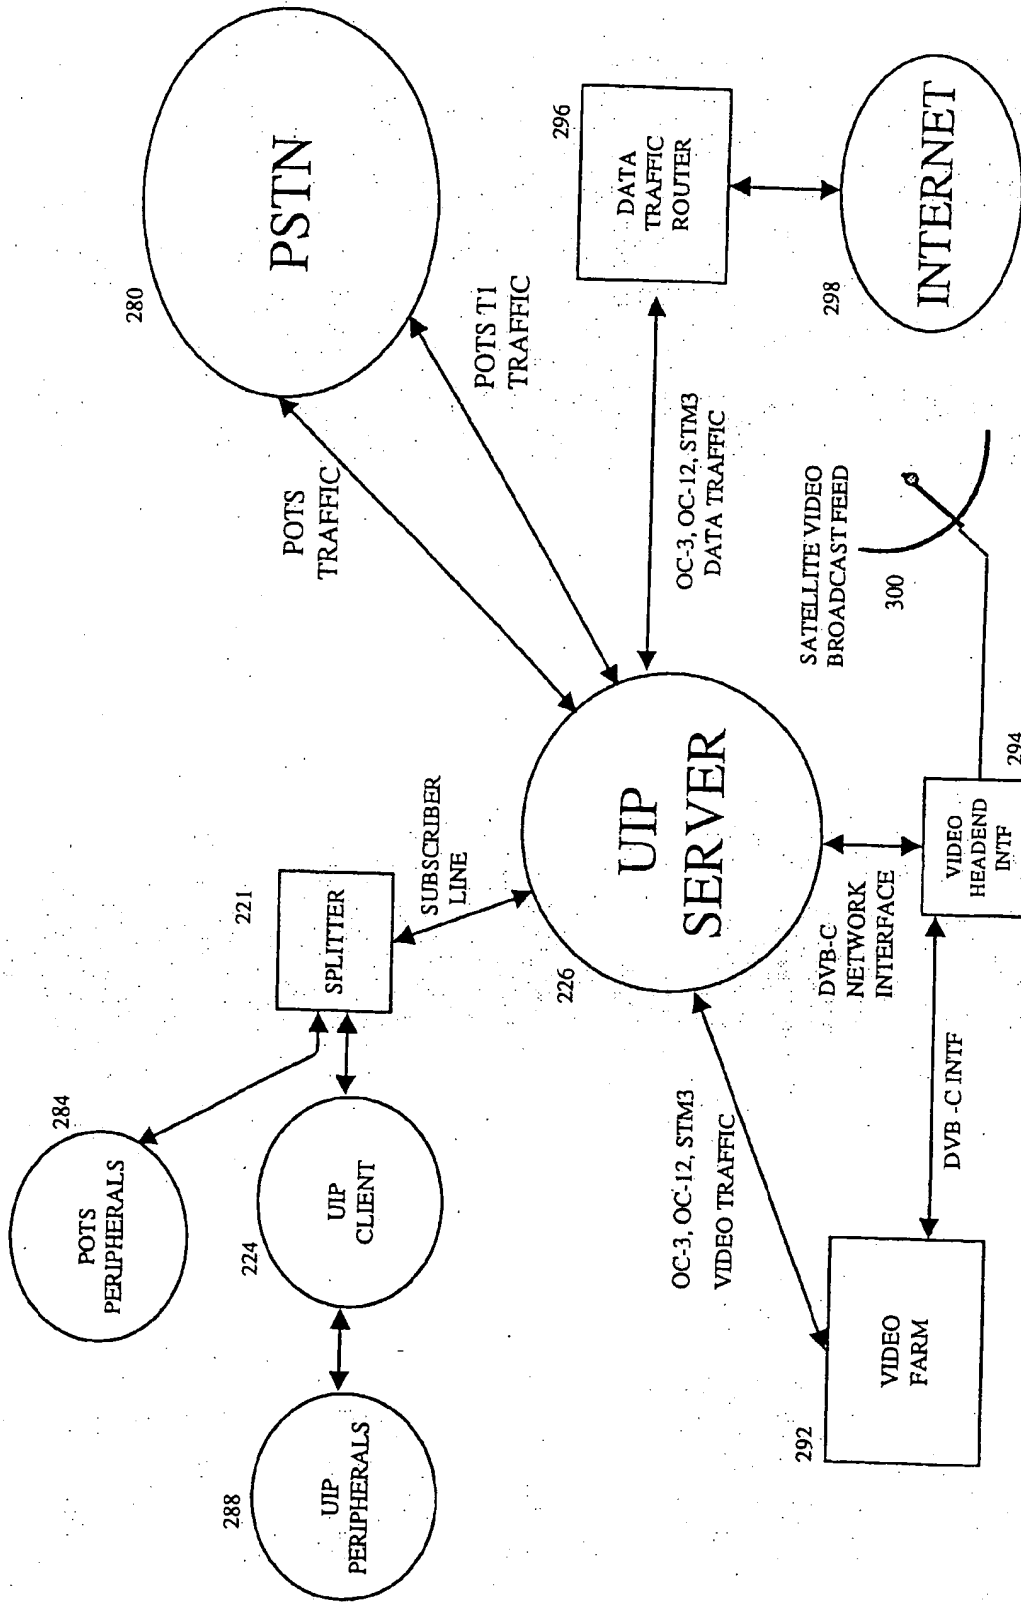 288
UIP
PERIPHERALS
284
POTS
PERIPHERALS
224
UIP
CLIENT
221
SPLITTER
SUBSCRIBER
LINE
280
PSTN
POTS
TRAFFIC
POTS T1
TRAFFIC
226
UIP
SERVER
OC-3, OC-12, STM3
DATA TRAFFIC
296
DATA
TRAFFIC
ROUTER
298
INTERNET
OC-3, OC-12, STM3
VIDEO TRAFFIC
292
VIDEO
FARM
DVB-C
NETWORK
INTERFACE
DVB -C INTF
294
VIDEO
HEADEND
INTF
SATELLITE VIDEO
BROADCAST FEED
300